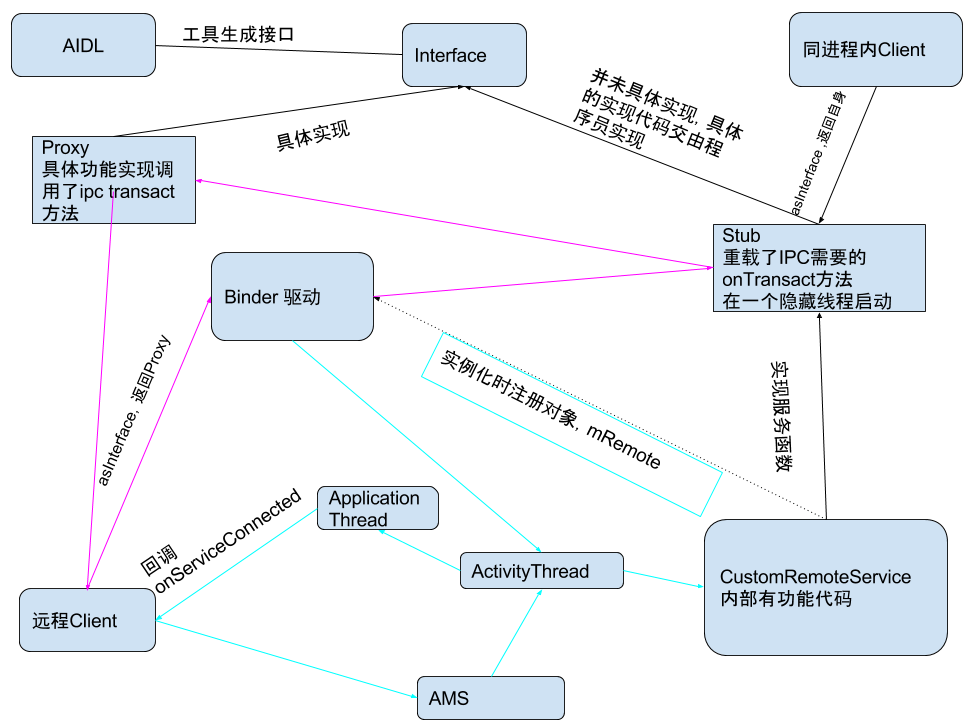 AIDL
工具生成接口
Interface
同进程内Client
并未具体实现, 具体
的实现代码交由程
序员实现
asInterface ,返回自身
具体实现
Proxy
具体功能实现调
用了ipc transact
方法
Stub
重载了IPC需要的
onTransact方法
在一个隐藏线程启动
Binder 驱动
asInterface, 返回Proxy
实例化时注册对象, mRemote
实现服务函数
Application
Thread
回调
onServiceConnected
ActivityThread
CustomRemoteService
内部有功能代码
远程Client
AMS